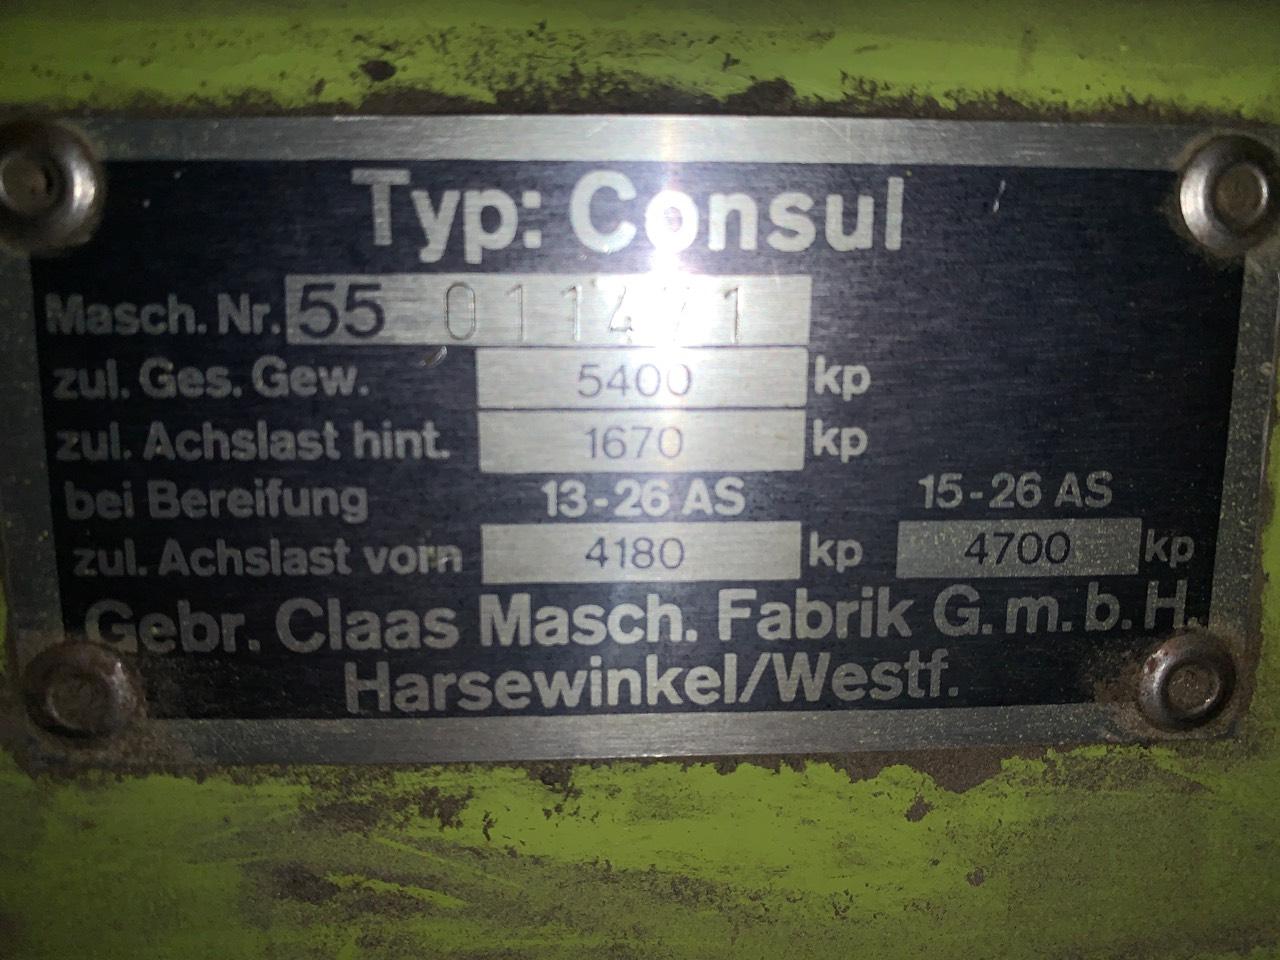 Typ: Consul
Masch. Nr. 55 011471
zul. Ges. Gew. 5400 kp
zul. Achslast hint. 1670 kp
bei Bereifung 13-26 AS 15-26 AS
zul. Achslast vorn 4180 kp 4700 kp
Gebr. Claas Masch. Fabrik G.m.b.H.
Harsewinkel/Westf.